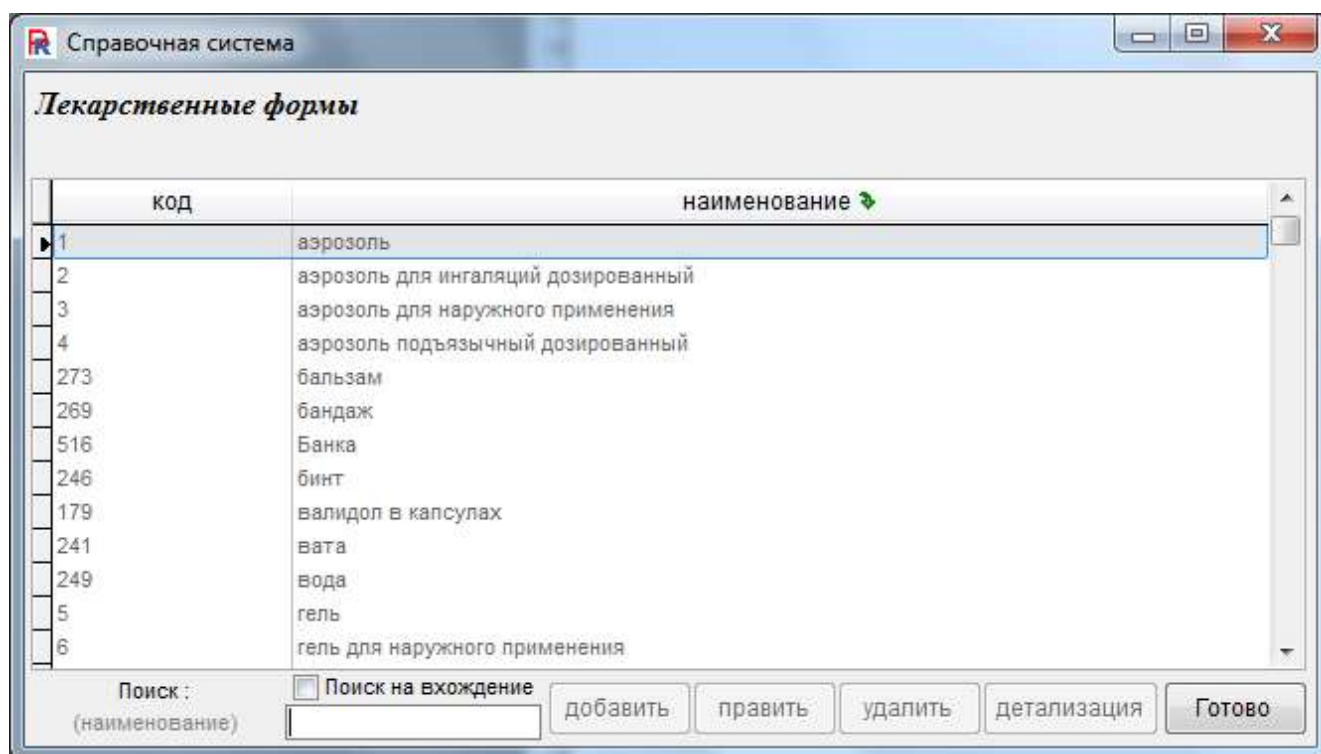 Справочная система
Лекарственные формы
код наименование
1 аэрозоль
2 аэрозоль для ингаляций дозированный
3 аэрозоль для наружного применения
4 аэрозоль подъязычный дозированный
273 бальзам
269 бандаж
516 Банка
246 бинт
179 валидол в капсулах
241 вата
249 вода
5 гель
6 гель для наружного применения
Поиск : Поиск на вхождение
(наименование) добавить править удалить детализация Готово